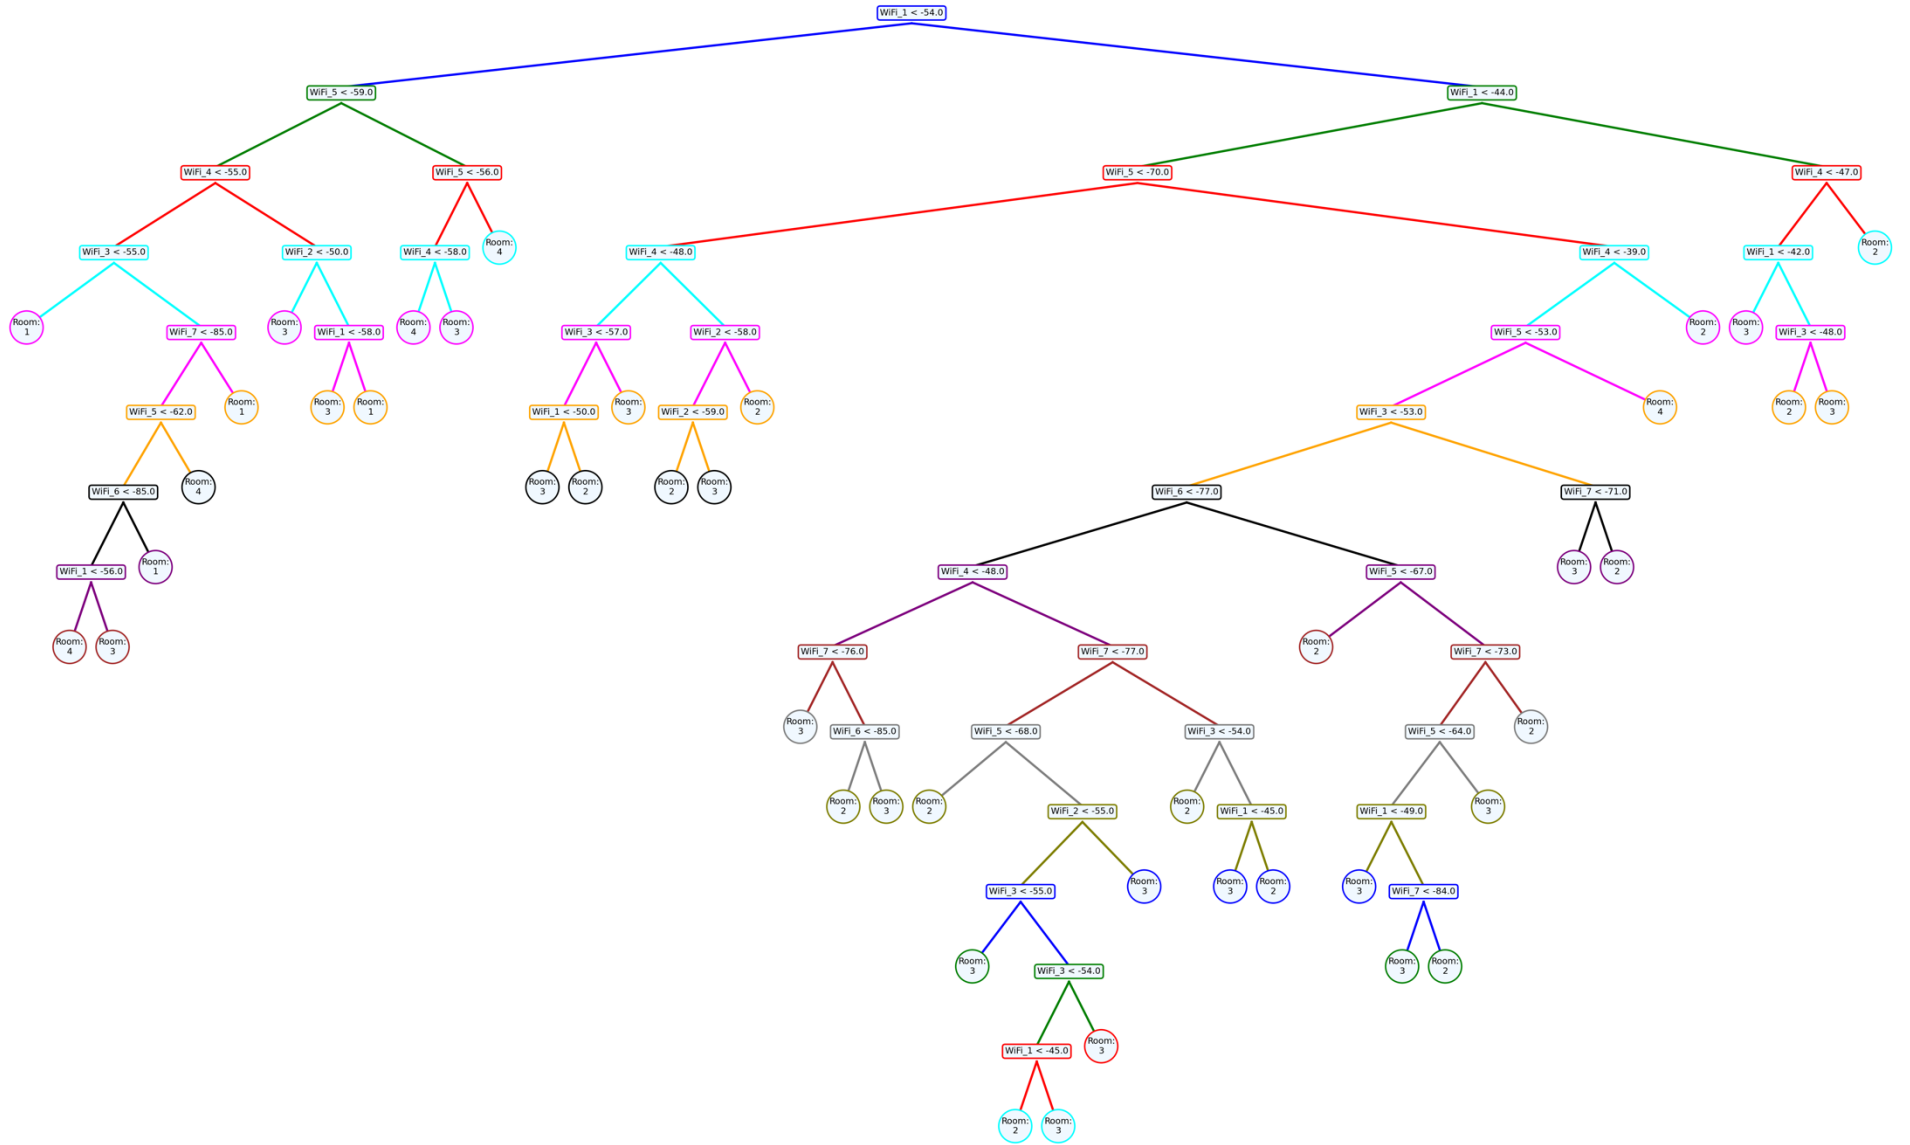 WiFi_1 < -54.0
WiFi_5 < -59.0
WiFi_1 < -44.0
WiFi_4 < -55.0
WiFi_5 < -56.0
WiFi_5 < -70.0
WiFi_4 < -47.0
WiFi_3 < -55.0
WiFi_2 < -50.0
WiFi_4 < -58.0
Room:
4
WiFi_4 < -48.0
WiFi_4 < -39.0
WiFi_1 < -42.0
Room:
2
Room:
1
WiFi_7 < -85.0
Room:
3
WiFi_1 < -58.0
Room:
4
Room:
3
WiFi_3 < -57.0
WiFi_2 < -58.0
WiFi_5 < -53.0
Room:
2
Room:
3
WiFi_3 < -48.0
WiFi_5 < -62.0
Room:
1
Room:
3
Room:
1
WiFi_1 < -50.0
Room:
3
WiFi_2 < -59.0
Room:
2
WiFi_3 < -53.0
Room:
4
Room:
2
Room:
3
WiFi_6 < -85.0
Room:
4
Room:
3
Room:
2
Room:
2
Room:
3
WiFi_6 < -77.0
WiFi_7 < -71.0
WiFi_1 < -56.0
Room:
1
WiFi_4 < -48.0
WiFi_5 < -67.0
Room:
3
Room:
2
Room:
4
Room:
3
WiFi_7 < -76.0
WiFi_7 < -77.0
Room:
2
WiFi_7 < -73.0
Room:
3
WiFi_6 < -85.0
WiFi_5 < -68.0
WiFi_3 < -54.0
WiFi_5 < -64.0
Room:
2
Room:
2
Room:
3
Room:
2
WiFi_2 < -55.0
Room:
2
WiFi_1 < -45.0
WiFi_1 < -49.0
Room:
3
WiFi_3 < -55.0
Room:
3
Room:
3
Room:
2
Room:
3
WiFi_7 < -84.0
Room:
3
WiFi_3 < -54.0
Room:
3
Room:
2
WiFi_1 < -45.0
Room:
3
Room:
2
Room:
3